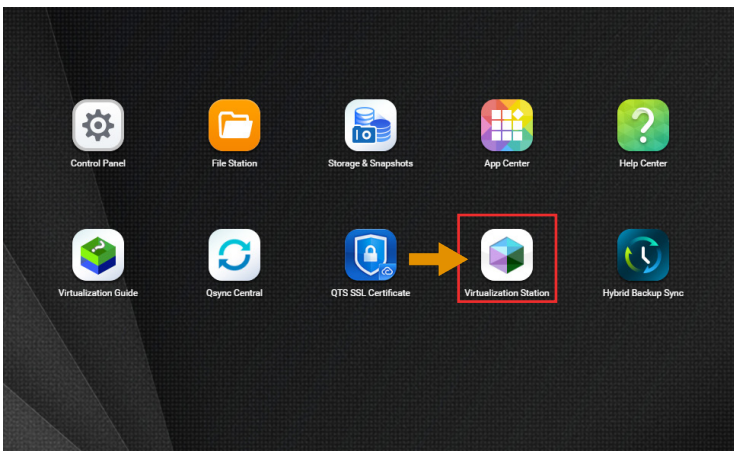 Control Panel
File Station
Storage & Snapshots
App Center
Help Center
Virtualization Guide
Qsync Central
QTS SSL Certificate
Virtualization Station
Hybrid Backup Sync